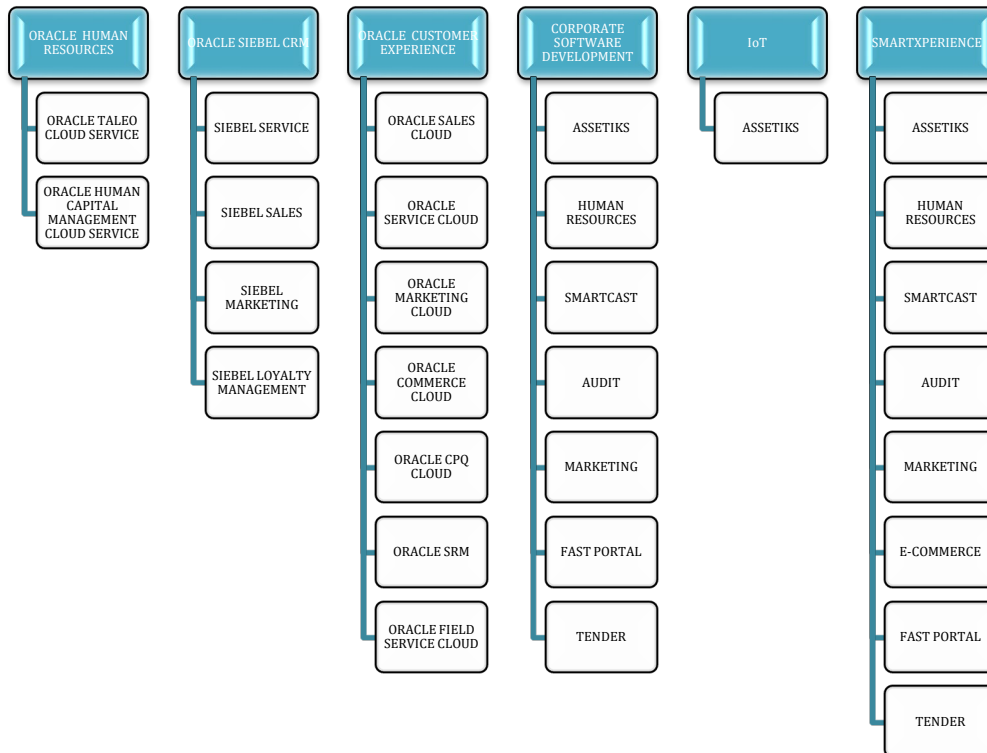 ORACLE HUMAN
RESOURCES
ORACLE TALEO
CLOUD SERVICE
ORACLE HUMAN
CAPITAL
MANAGEMENT
CLOUD SERVICE
ORACLE SIEBEL CRM
SIEBEL SERVICE
SIEBEL SALES
SIEBEL
MARKETING
SIEBEL LOYALTY
MANAGEMENT
ORACLE CUSTOMER
EXPERIENCE
ORACLE SALES
CLOUD
ORACLE
SERVICE CLOUD
ORACLE
MARKETING
CLOUD
ORACLE
COMMERCE
CLOUD
ORACLE CPQ
CLOUD
ORACLE SRM
ORACLE FIELD
SERVICE CLOUD
CORPORATE
SOFTWARE
DEVELOPMENT
ASSETIKS
HUMAN
RESOURCES
SMARTCAST
AUDIT
MARKETING
FAST PORTAL
TENDER
IoT
ASSETIKS
SMARTXPERIENCE
ASSETIKS
HUMAN
RESOURCES
SMARTCAST
AUDIT
MARKETING
E-COMMERCE
FAST PORTAL
TENDER